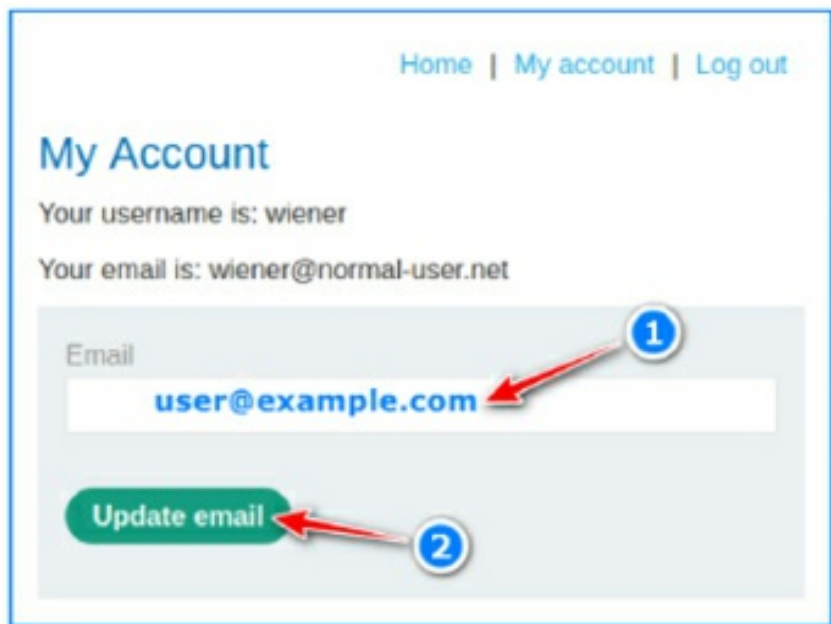 Home | My account | Log out
My Account
Your username is: wiener
Your email is: wiener@normal-user.net
1
Email
user@example.com
Update email
2